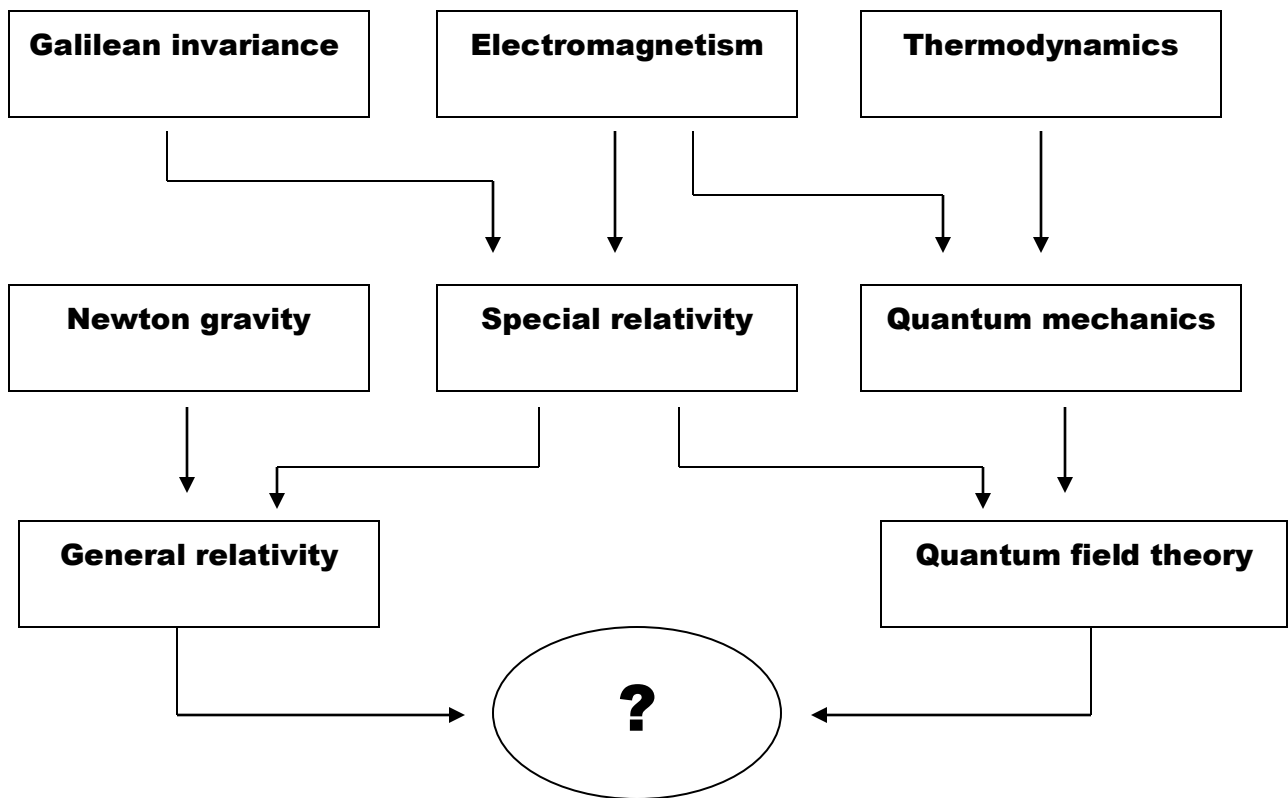 Galilean invariance
Electromagnetism
Thermodynamics
Newton gravity
Special relativity
Quantum mechanics
General relativity
Quantum field theory
?